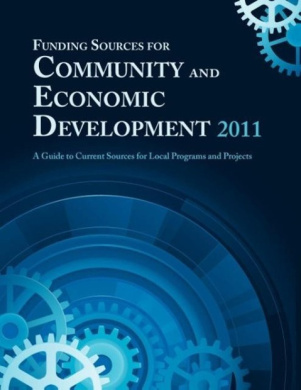 FUNDING SOURCES FOR
COMMUNITY AND
ECONOMIC
DEVELOPMENT 2011
A Guide to Current Sources for Local Programs and Projects